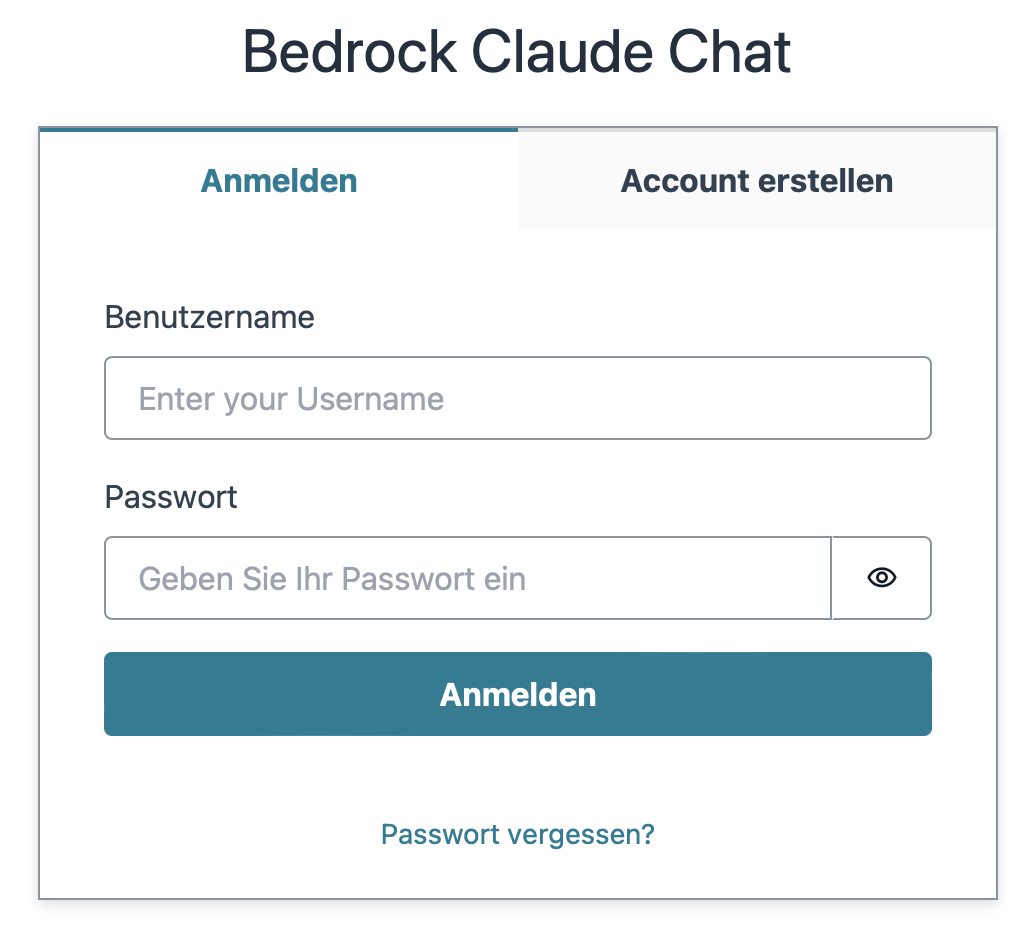 Bedrock Claude Chat
Anmelden
Account erstellen
Benutzername
Enter your Username
Passwort
Geben Sie Ihr Passwort ein
Anmelden
Passwort vergessen?